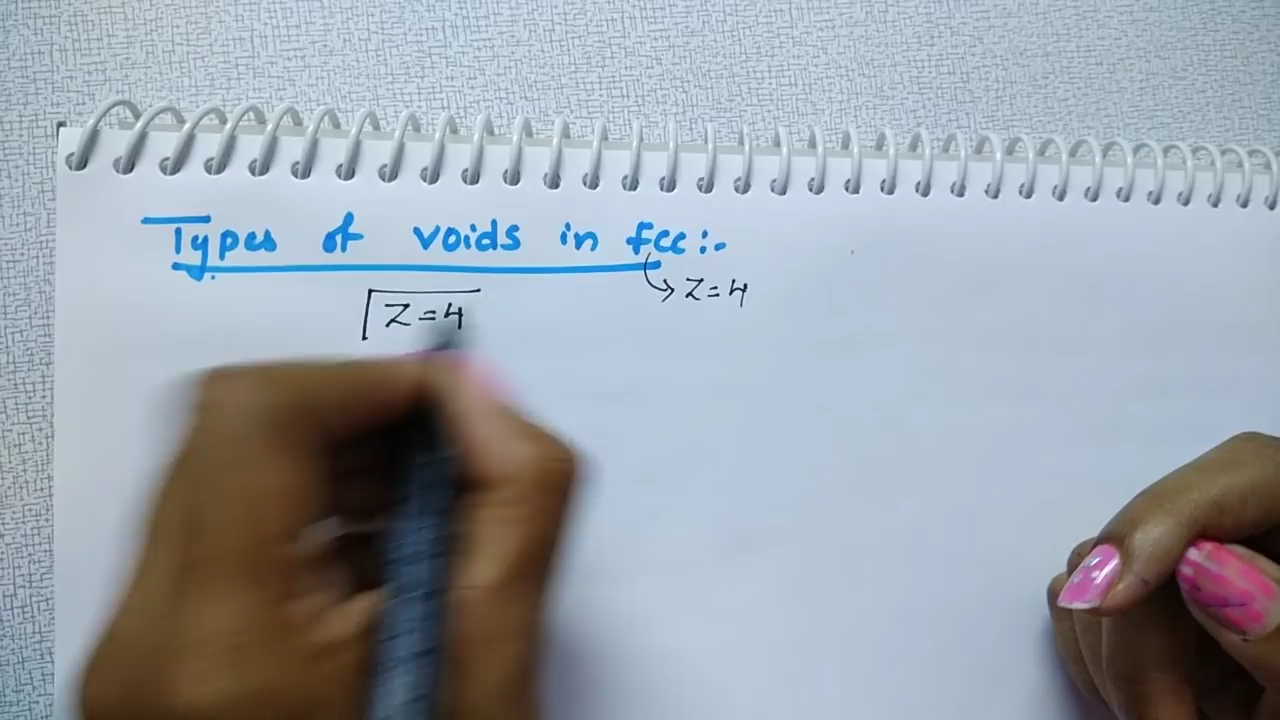 Types of voids in fcc:-
→ Z=4
Z=4